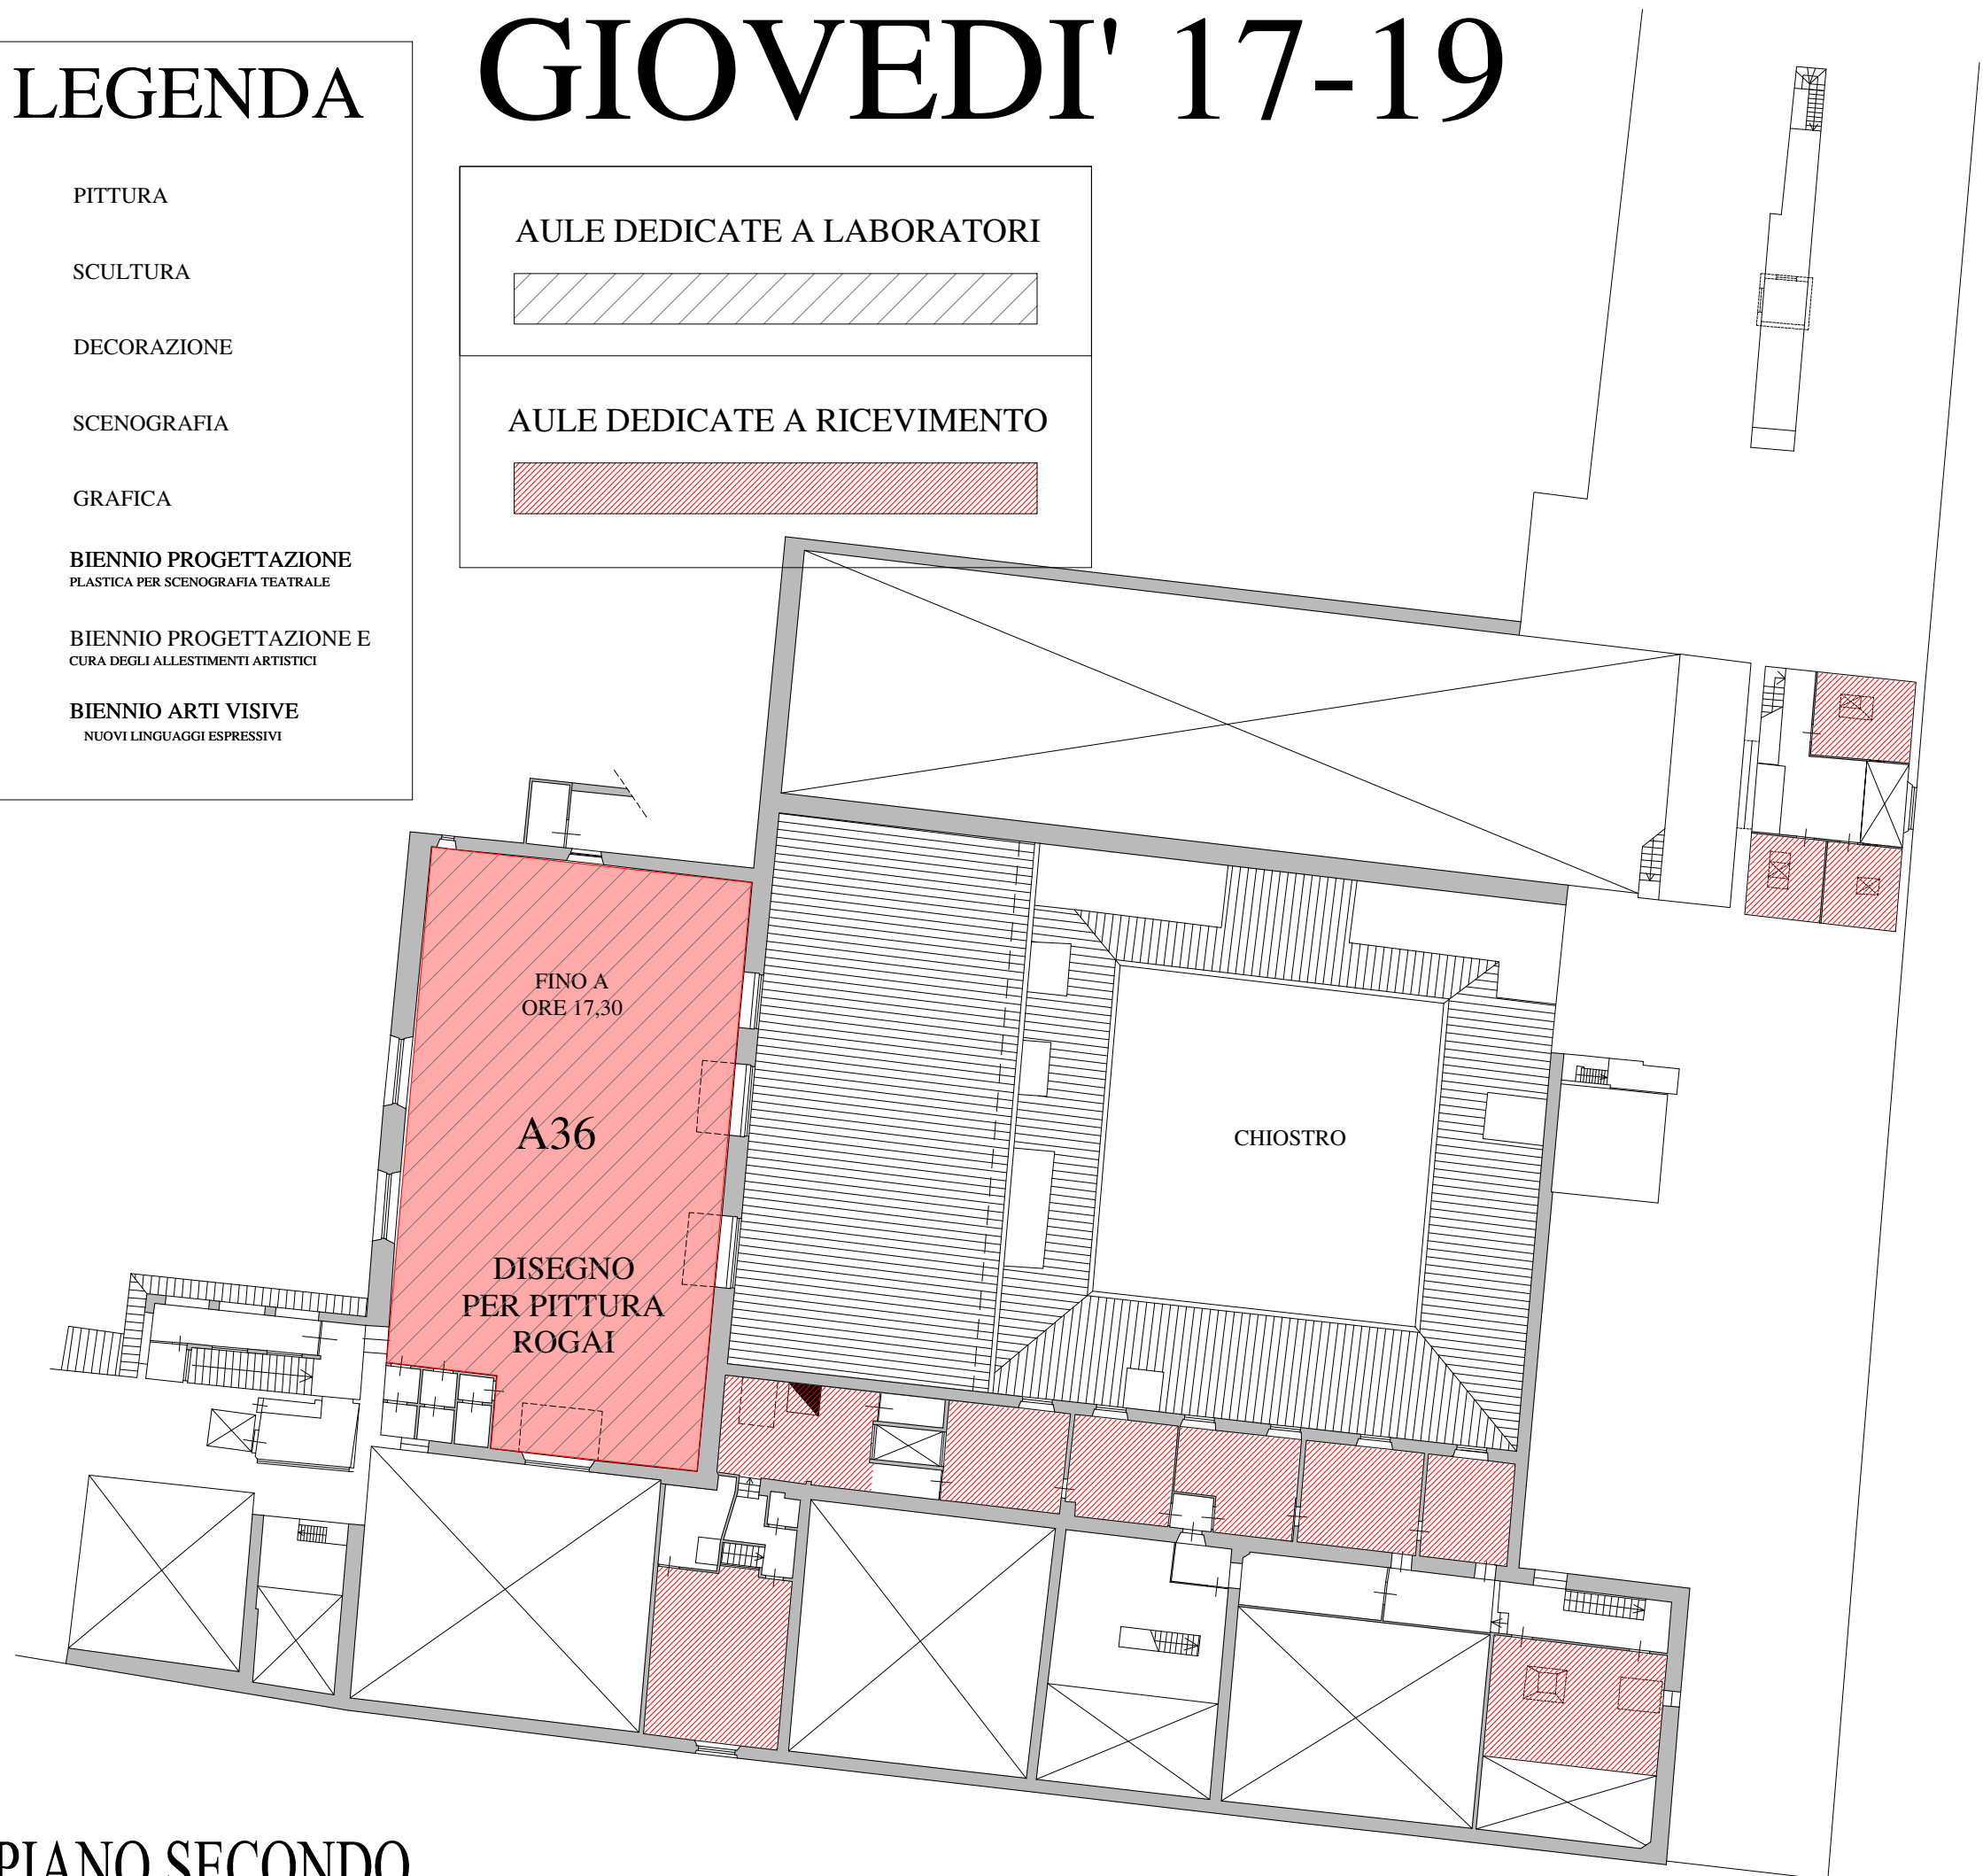 GIOVEDI' 17-19
LEGENDA
PITTURA
SCULTURA
DECORAZIONE
SCENOGRAFIA
GRAFICA
BIENNIO PROGETTAZIONE
PLASTICA PER SCENOGRAFIA TEATRALE
BIENNIO PROGETTAZIONE E
CURA DEGLI ALLESTIMENTI ARTISTICI
BIENNIO ARTI VISIVE
NUOVI LINGUAGGI ESPRESSIVI
AULE DEDICATE A LABORATORI
AULE DEDICATE A RICEVIMENTO
FINO A
ORE 17,30
A36
DISEGNO
PER PITTURA
ROGAI
CHIOSTRO
PIANO SECONDO